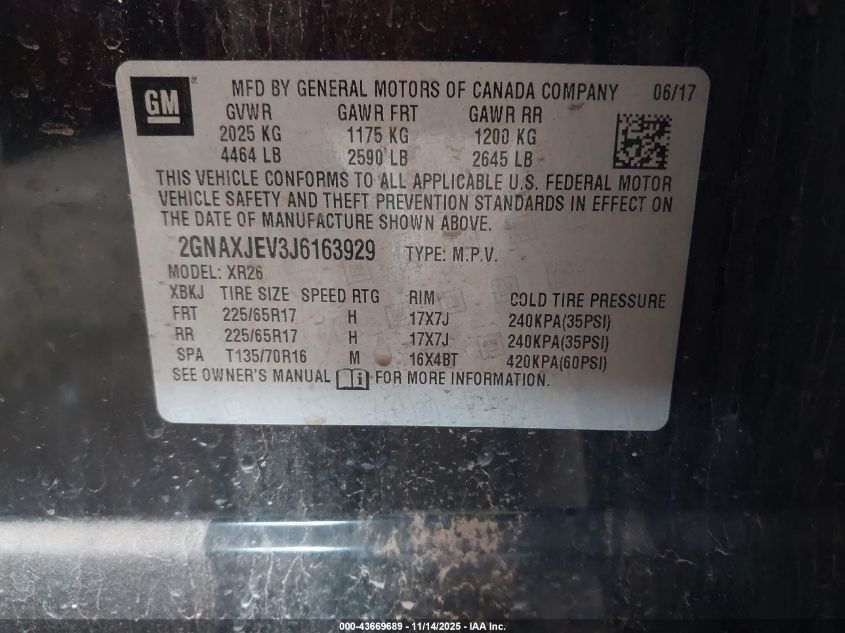 GM ® MFD BY GENERAL MOTORS OF CANADA COMPANY 06/17
GVWR GAWR FRT GAWR RR
2025 KG 1175 KG 1200 KG
4464 LB 2590 LB 2645 LB
THIS VEHICLE CONFORMS TO ALL APPLICABLE U.S. FEDERAL MOTOR
VEHICLE SAFETY AND THEFT PREVENTION STANDARDS IN EFFECT ON
THE DATE OF MANUFACTURE SHOWN ABOVE.
2GNAXJEV3J6163929 TYPE: M.P.V.
MODEL: XR26
XBKJ TIRE SIZE SPEED RTG RIM COLD TIRE PRESSURE
FRT 225/65R17 H 17X7J 240KPA(35PSI)
RR 225/65R17 H 17X7J 240KPA(35PSI)
SPA T135/70R16 M 16X4BT 420KPA(60PSI)
SEE OWNER'S MANUAL i FOR MORE INFORMATION.
000-43669689 - 11/14/2025 - IAA Inc.